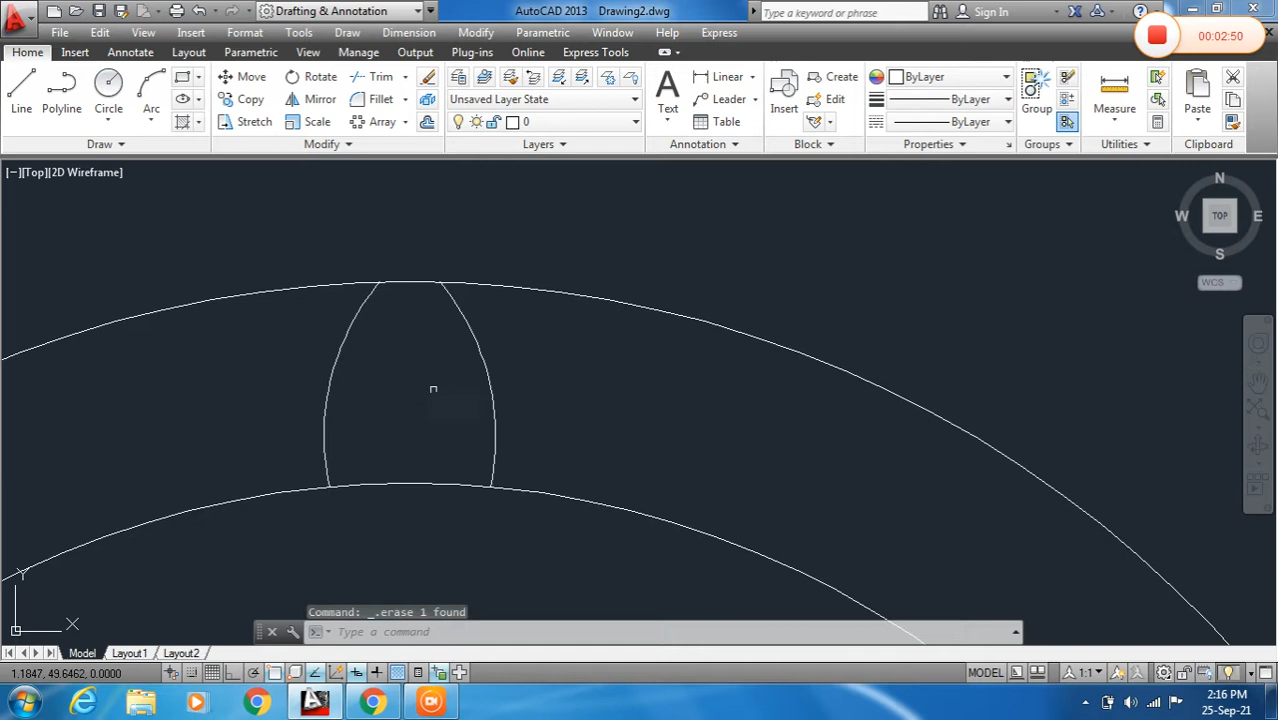 Drafting & Annotation
AutoCAD 2013 Drawing2.dwg
Type a keyword or phrase
Sign In
00:02:50
File Edit View Insert Format Tools Draw Dimension Modify Parametric Window Help Express
Home Insert Annotate Layout Parametric View Manage Output Plug-ins Online Express Tools
Line Polyline Circle Arc
Move Rotate Trim
Copy Mirror Fillet
Stretch Scale Array
Unsaved Layer State
0
Text
Linear
Leader
Table
Insert
Create
Edit
ByLayer
ByLayer
ByLayer
Group
Measure
Paste
Draw Modify Layers Annotation Block Properties Groups Utilities Clipboard
[−][Top][2D Wireframe]
N
W TOP E
S
WCS
Y
X
Command: _.erase 1 found
Type a command
Model Layout1 Layout2
1.1847, 49.6462, 0.0000
MODEL
1:1
2:16 PM
25-Sep-21